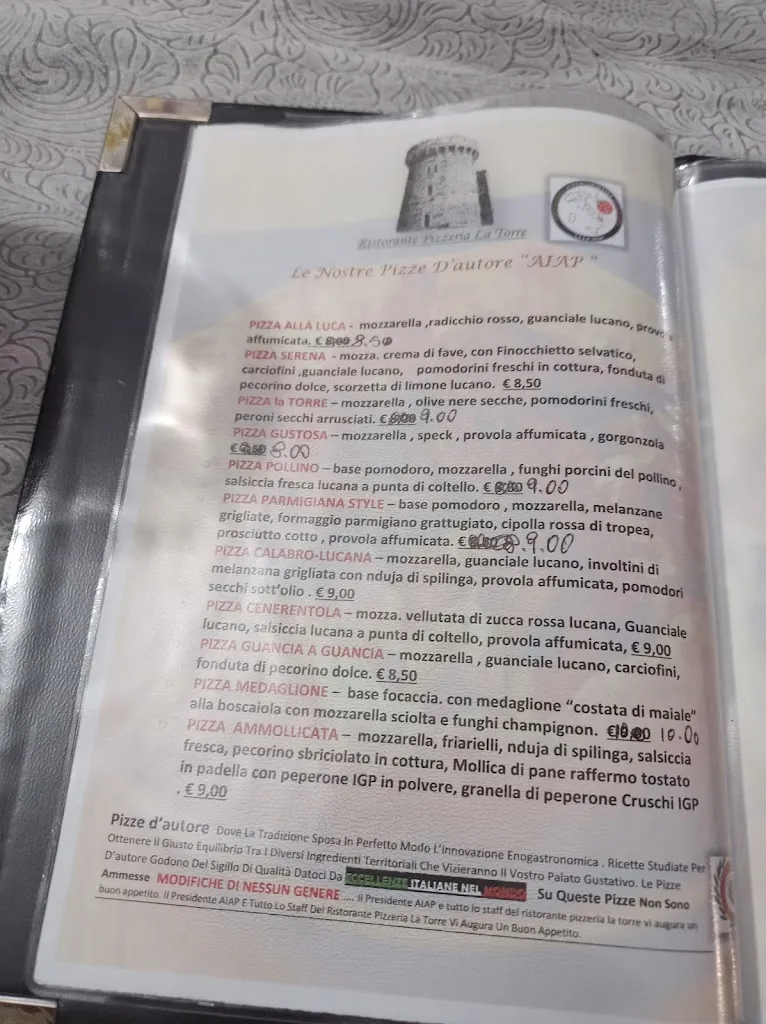 Ristorante Pizzeria La Torre
Le Nostre Pizze D'autore "AIAP "
PIZZA ALLA LUCA - mozzarella ,radicchio rosso, guanciale lucano,
affumicata. € 8,00 8.50
PIZZA SERENA - mozza. crema di fave, con Finocchietto selvatico,
carciofini ,guanciale lucano, pomodorini freschi in cottura, fonduta di
pecorino dolce, scorzetta di limone lucano. € 8,50
PIZZA la TORRE – mozzarella , olive nere secche, pomodorini freschi,
peroni secchi arrusciati. € 9.00
PIZZA GUSTOSA – mozzarella , speck , provola affumicata , gorgonzola
€ 8.00
PIZZA POLLINO – base pomodoro, mozzarella , funghi porcini del pollino ,
salsiccia fresca lucana a punta di coltello. € 9.00
PIZZA PARMIGIANA STYLE – base pomodoro , mozzarella, melanzane
grigliate, formaggio parmigiano grattugiato, cipolla rossa di tropea,
prosciutto cotto , provola affumicata. € 9.00
PIZZA CALABRO-LUCANA – mozzarella, guanciale lucano, involtini di
melanzana grigliata con nduja di spilinga, provola affumicata, pomodori
secchi sott'olio . € 9,00
PIZZA CENERENTOLA – mozza. vellutata di zucca rossa lucana, Guanciale
lucano, salsiccia lucana a punta di coltello, provola affumicata, € 9,00
PIZZA GUANCIA A GUANCIA – mozzarella , guanciale lucano, carciofini,
fonduta di pecorino dolce. € 8,50
PIZZA MEDAGLIONE – base focaccia. con medaglione "costata di maiale"
alla boscaiola con mozzarella sciolta e funghi champignon. € 10.00
PIZZA AMMOLLICATA – mozzarella, friarielli, nduja di spilinga, salsiccia
fresca, pecorino sbriciolato in cottura, Mollica di pane raffermo tostato
in padella con peperone IGP in polvere, granella di peperone Cruschi IGP
. € 9,00
Pizze d'autore Dove La Tradizione Sposa In Perfetto Modo L'innovazione Enogastronomica . Ricette Studiate Per
Ottenere Il Giusto Equilibrio Tra I Diversi Ingredienti Territoriali Che Vizieranno Il Vostro Palato Gustativo. Le Pizze
D'autore Godono Del Sigillo Di Qualità Datoci Da ECCELLENZE ITALIANE NEL MONDO Su Queste Pizze Non Sono
Ammesse MODIFICHE DI NESSUN GENERE .... Il Presidente AIAP e tutto lo staff del ristorante pizzeria la torre vi augura un
buon appetito. Il Presidente AIAP E Tutto Lo Staff Del Ristorante Pizzeria La Torre Vi Augura Un Buon Appetito.